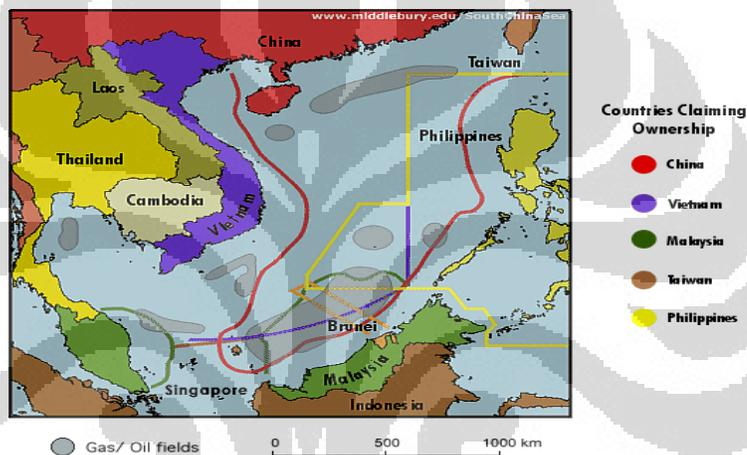 www.middlebury.edu/SouthChinaSea
China
Taiwan
Laos
Philippines
Thailand
Cambodia
Vietnam
Brunei
Malaysia
Singapore
Indonesia
Countries Claiming
Ownership
China
Vietnam
Malaysia
Taiwan
Philippines
Gas/ Oil fields
0 500 1000 km